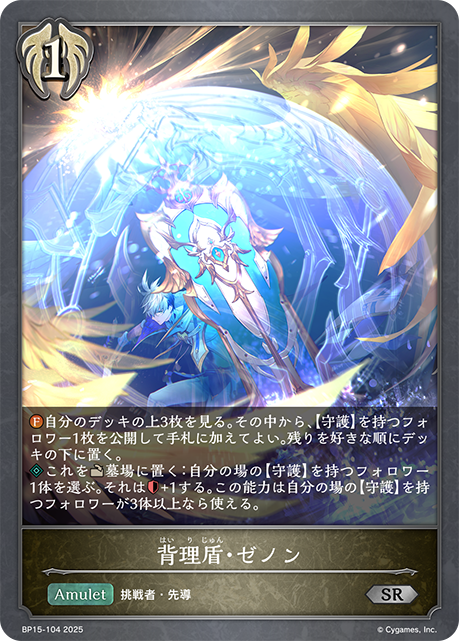 1
F自分のデッキの上3枚を見る。その中から、【守護】を持つフォ
ロワー1枚を公開して手札に加えてよい。残りを好きな順にデッ
キの下に置く。
これを墓場に置く：自分の場の【守護】を持つフォロワー
1体を選ぶ。それは+1する。この能力は自分の場の【守護】を持
つフォロワーが3体以上なら使える。
はいりじゅん
背理盾・ゼノン
Amulet 挑戦者・先導
SR
BP15-104 2025
© Cygames, Inc.